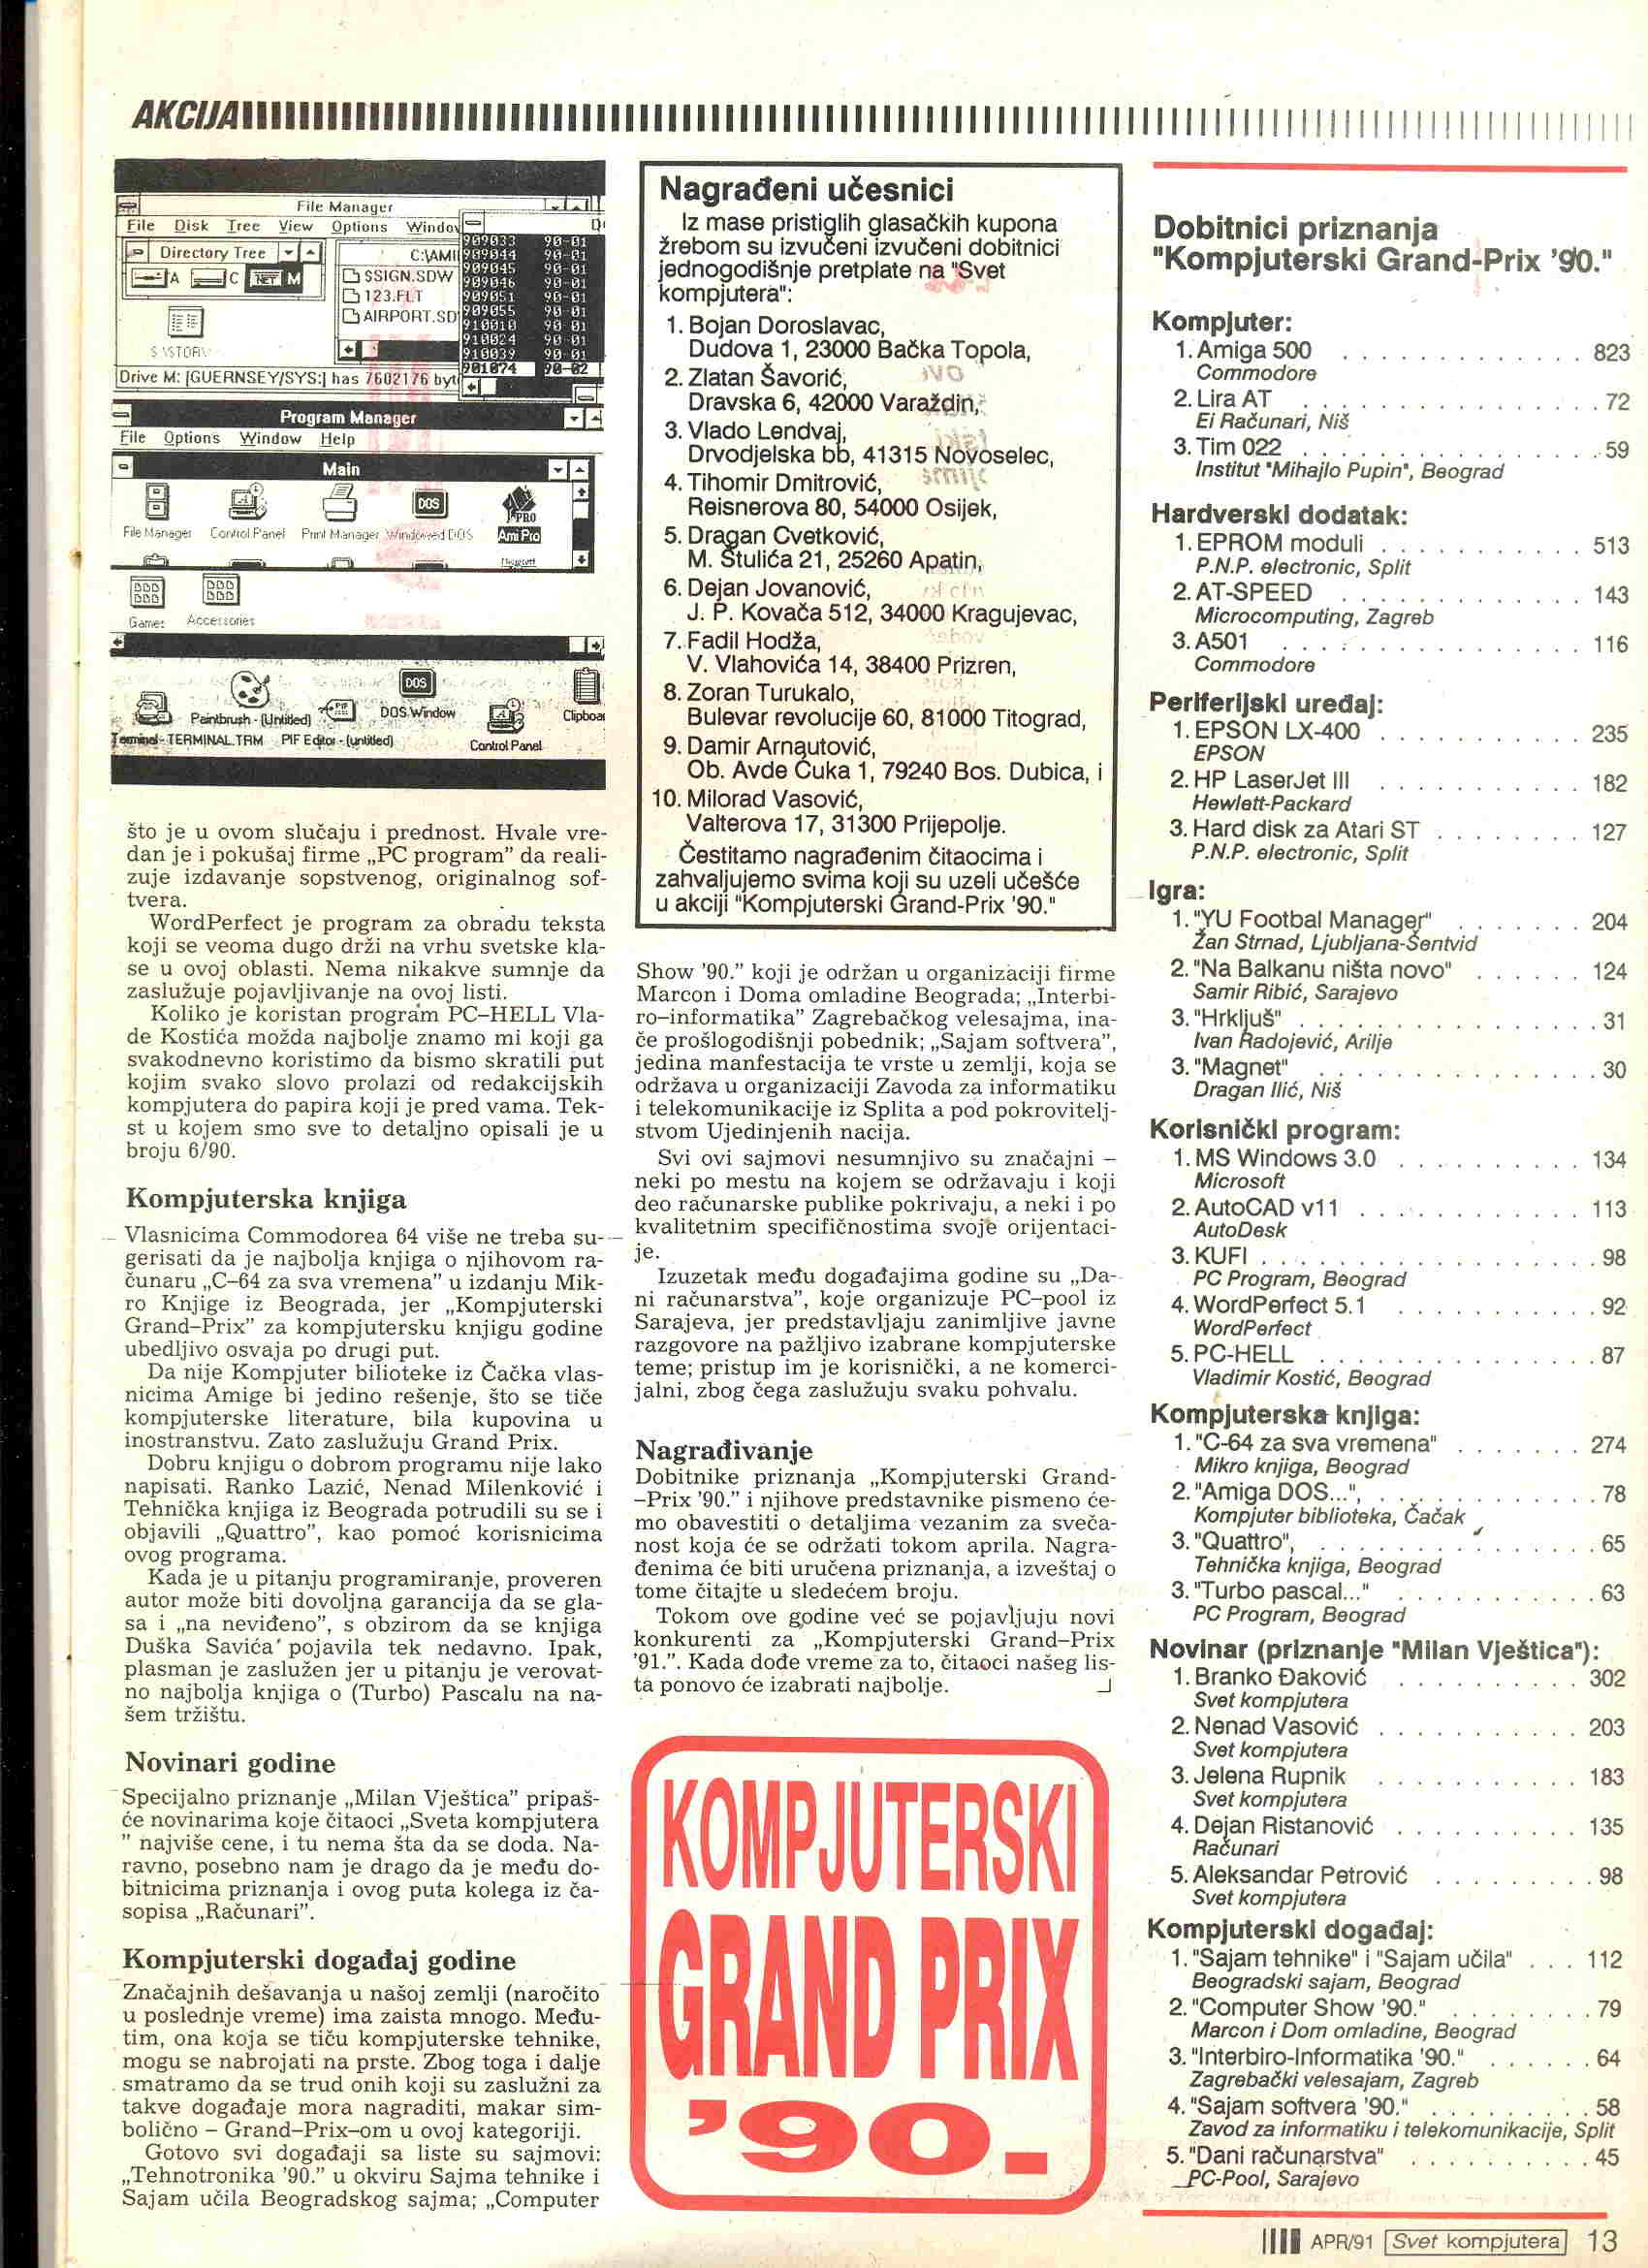 AKCIJA
File Manager
File Disk Tree View Options Window
Directory Tree
C:\AMI
A C NET M
SSIGN.SDW
123.FLT
AIRPORT.SD
909033 90-01
909044 90-01
909045 90-01
909046 90-01
909051 90-01
909055 90-01
910010 90-01
910024 90-01
910039 90-01
901074 90-02
Drive M: [GUERNSEY/SYS:] has 7602176 byt
Program Manager
File Options Window Help
Main
File Manager Control Panel Print Manager Windowed DOS Ami Pro
Games Accessories
Paintbrush - (Untitled) DOS Window Clipboa
Terminal - TERMINAL.TRM PIF Editor - (untitled) Control Panel
što je u ovom slučaju i prednost. Hvale vre-
dan je i pokušaj firme „PC program” da reali-
zuje izdavanje sopstvenog, originalnog sof-
tvera.
WordPerfect je program za obradu teksta
koji se veoma dugo drži na vrhu svetske kla-
se u ovoj oblasti. Nema nikakve sumnje da
zaslužuje pojavljivanje na ovoj listi.
Koliko je koristan program PC–HELL Vla-
de Kostića možda najbolje znamo mi koji ga
svakodnevno koristimo da bismo skratili put
kojim svako slovo prolazi od redakcijskih
kompjutera do papira koji je pred vama. Tek-
st u kojem smo sve to detaljno opisali je u
broju 6/90.
Kompjuterska knjiga
Vlasnicima Commodorea 64 više ne treba su-
gerisati da je najbolja knjiga o njihovom ra-
čunaru „C–64 za sva vremena” u izdanju Mik-
ro Knjige iz Beograda, jer „Kompjuterski
Grand–Prix” za kompjutersku knjigu godine
ubedljivo osvaja po drugi put.
Da nije Kompjuter bilioteke iz Čačka vlas-
nicima Amige bi jedino rešenje, što se tiče
kompjuterske literature, bila kupovina u
inostranstvu. Zato zaslužuju Grand Prix.
Dobru knjigu o dobrom programu nije lako
napisati. Ranko Lazić, Nenad Milenković i
Tehnička knjiga iz Beograda potrudili su se i
objavili „Quattro”, kao pomoć korisnicima
ovog programa.
Kada je u pitanju programiranje, proveren
autor može biti dovoljna garancija da se gla-
sa i „na neviđeno”, s obzirom da se knjiga
Duška Savića pojavila tek nedavno. Ipak,
plasman je zaslužen jer u pitanju je verovat-
no najbolja knjiga o (Turbo) Pascalu na na-
šem tržištu.
Novinari godine
Specijalno priznanje „Milan Vještica” pripaš-
će novinarima koje čitaoci „Sveta kompjutera
” najviše cene, i tu nema šta da se doda. Na-
ravno, posebno nam je drago da je među do-
bitnicima priznanja i ovog puta kolega iz ča-
sopisa „Računari”.
Kompjuterski događaj godine
Značajnih dešavanja u našoj zemlji (naročito
u poslednje vreme) ima zaista mnogo. Među-
tim, ona koja se tiču kompjuterske tehnike,
mogu se nabrojati na prste. Zbog toga i dalje
smatramo da se trud onih koji su zaslužni za
takve događaje mora nagraditi, makar sim-
bolično – Grand–Prix–om u ovoj kategoriji.
Gotovo svi događaji sa liste su sajmovi:
„Tehnotronika ’90.” u okviru Sajma tehnike i
Sajam učila Beogradskog sajma; „Computer
Nagrađeni učesnici
Iz mase pristiglih glasačkih kupona
žrebom su izvučeni izvučeni dobitnici
jednogodišnje pretplate na "Svet
kompjutera":
1. Bojan Doroslavac,
Dudova 1, 23000 Bačka Topola,
2. Zlatan Šavorić,
Dravska 6, 42000 Varaždin,
3. Vlado Lendvaj,
Drvodjelska bb, 41315 Novoselec,
4. Tihomir Dmitrović,
Reisnerova 80, 54000 Osijek,
5. Dragan Cvetković,
M. Štulića 21, 25260 Apatin,
6. Dejan Jovanović,
J. P. Kovača 512, 34000 Kragujevac,
7. Fadil Hodža,
V. Vlahovića 14, 38400 Prizren,
8. Zoran Turukalo,
Bulevar revolucije 60, 81000 Titograd,
9. Damir Arnautović,
Ob. Avde Ćuka 1, 79240 Bos. Dubica, i
10. Milorad Vasović,
Valterova 17, 31300 Prijepolje.
Čestitamo nagrađenim čitaocima i
zahvaljujemo svima koji su uzeli učešće
u akciji "Kompjuterski Grand-Prix '90."
Show ’90.” koji je održan u organizaciji firme
Marcon i Doma omladine Beograda; „Interbi-
ro–informatika” Zagrebačkog velesajma, ina-
če prošlogodišnji pobednik; „Sajam softvera”,
jedina manfestacija te vrste u zemlji, koja se
održava u organizaciji Zavoda za informatiku
i telekomunikacije iz Splita a pod pokrovitelj-
stvom Ujedinjenih nacija.
Svi ovi sajmovi nesumnjivo su značajni –
neki po mestu na kojem se održavaju i koji
deo računarske publike pokrivaju, a neki i po
kvalitetnim specifičnostima svoje orijentaci-
je.
Izuzetak među događajima godine su „Da-
ni računarstva”, koje organizuje PC–pool iz
Sarajeva, jer predstavljaju zanimljive javne
razgovore na pažljivo izabrane kompjuterske
teme; pristup im je korisnički, a ne komerci-
jalni, zbog čega zaslužuju svaku pohvalu.
Nagrađivanje
Dobitnike priznanja „Kompjuterski Grand-
–Prix ’90.” i njihove predstavnike pismeno će-
mo obavestiti o detaljima vezanim za sveča-
nost koja će se održati tokom aprila. Nagra-
đenima će biti uručena priznanja, a izveštaj o
tome čitajte u sledećem broju.
Tokom ove godine već se pojavljuju novi
konkurenti za „Kompjuterski Grand–Prix
’91.”. Kada dođe vreme za to, čitaoci našeg lis-
ta ponovo će izabrati najbolje.
KOMPJUTERSKI
GRAND PRIX
'90.
Dobitnici priznanja
"Kompjuterski Grand-Prix '90."
Kompjuter:
1. Amiga 500 . . . . . . . . . . . . . 823
Commodore
2. Lira AT . . . . . . . . . . . . . . . . 72
Ei Računari, Niš
3. Tim 022 . . . . . . . . . . . . . . . 59
Institut "Mihajlo Pupin", Beograd
Hardverski dodatak:
1. EPROM moduli . . . . . . . . . . . 513
P.N.P. electronic, Split
2. AT-SPEED . . . . . . . . . . . . . 143
Microcomputing, Zagreb
3. A501 . . . . . . . . . . . . . . . . 116
Commodore
Periferijski uređaj:
1. EPSON LX-400 . . . . . . . . . . . 235
EPSON
2. HP LaserJet III . . . . . . . . . . . 182
Hewlett-Packard
3. Hard disk za Atari ST . . . . . . . . 127
P.N.P. electronic, Split
Igra:
1. "YU Footbal Manager" . . . . . . . 204
Žan Strnad, Ljubljana-Šentvid
2. "Na Balkanu ništa novo" . . . . . . 124
Samir Ribić, Sarajevo
3. "Hrkljuš" . . . . . . . . . . . . . . . . 31
Ivan Radojević, Arilje
3. "Magnet" . . . . . . . . . . . . . . . 30
Dragan Ilić, Niš
Korisnički program:
1. MS Windows 3.0 . . . . . . . . . . 134
Microsoft
2. AutoCAD v11 . . . . . . . . . . . . 113
AutoDesk
3. KUFI . . . . . . . . . . . . . . . . . . 98
PC Program, Beograd
4. WordPerfect 5.1 . . . . . . . . . . . 92
WordPerfect
5. PC-HELL . . . . . . . . . . . . . . . 87
Vladimir Kostić, Beograd
Kompjuterska knjiga:
1. "C-64 za sva vremena" . . . . . . . 274
Mikro knjiga, Beograd
2. "Amiga DOS...", . . . . . . . . . . . . 78
Kompjuter biblioteka, Čačak
3. "Quattro", . . . . . . . . . . . . . . . 65
Tehnička knjiga, Beograd
3. "Turbo pascal..." . . . . . . . . . . . 63
PC Program, Beograd
Novinar (priznanje "Milan Vještica"):
1. Branko Đaković . . . . . . . . . . 302
Svet kompjutera
2. Nenad Vasović . . . . . . . . . . . 203
Svet kompjutera
3. Jelena Rupnik . . . . . . . . . . . 183
Svet kompjutera
4. Dejan Ristanović . . . . . . . . . . 135
Računari
5. Aleksandar Petrović . . . . . . . . . 98
Svet kompjutera
Kompjuterski događaj:
1. "Sajam tehnike" i "Sajam učila" . . . 112
Beogradski sajam, Beograd
2. "Computer Show '90." . . . . . . . . 79
Marcon i Dom omladine, Beograd
3. "Interbiro-Informatika '90." . . . . . . 64
Zagrebački velesajam, Zagreb
4. "Sajam softvera '90." . . . . . . . . . 58
Zavod za informatiku i telekomunikacije, Split
5. "Dani računarstva" . . . . . . . . . . 45
PC-Pool, Sarajevo
APR/91 Svet kompjutera 13